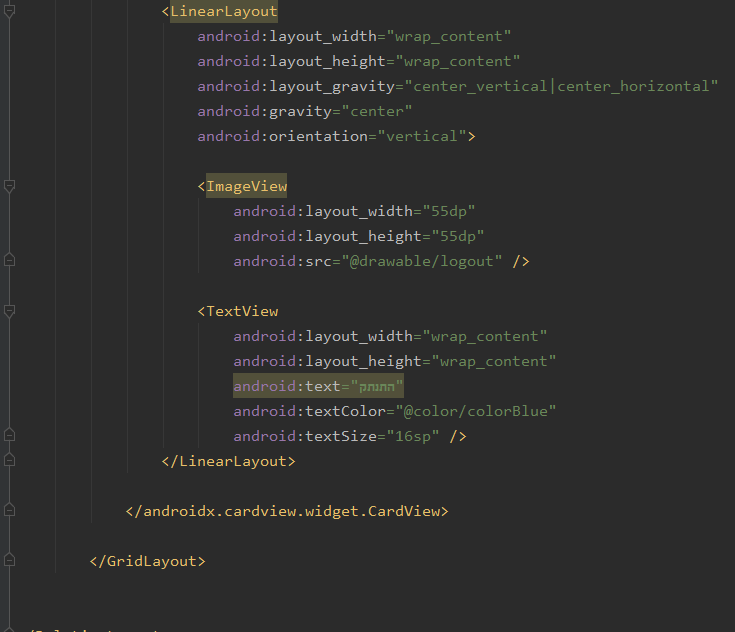 <LinearLayout
android:layout_width="wrap_content"
android:layout_height="wrap_content"
android:layout_gravity="center_vertical|center_horizontal"
android:gravity="center"
android:orientation="vertical">
<ImageView
android:layout_width="55dp"
android:layout_height="55dp"
android:src="@drawable/logout" />
<TextView
android:layout_width="wrap_content"
android:layout_height="wrap_content"
android:text="התנתק"
android:textColor="@color/colorBlue"
android:textSize="16sp" />
</LinearLayout>
</androidx.cardview.widget.CardView>
</GridLayout>